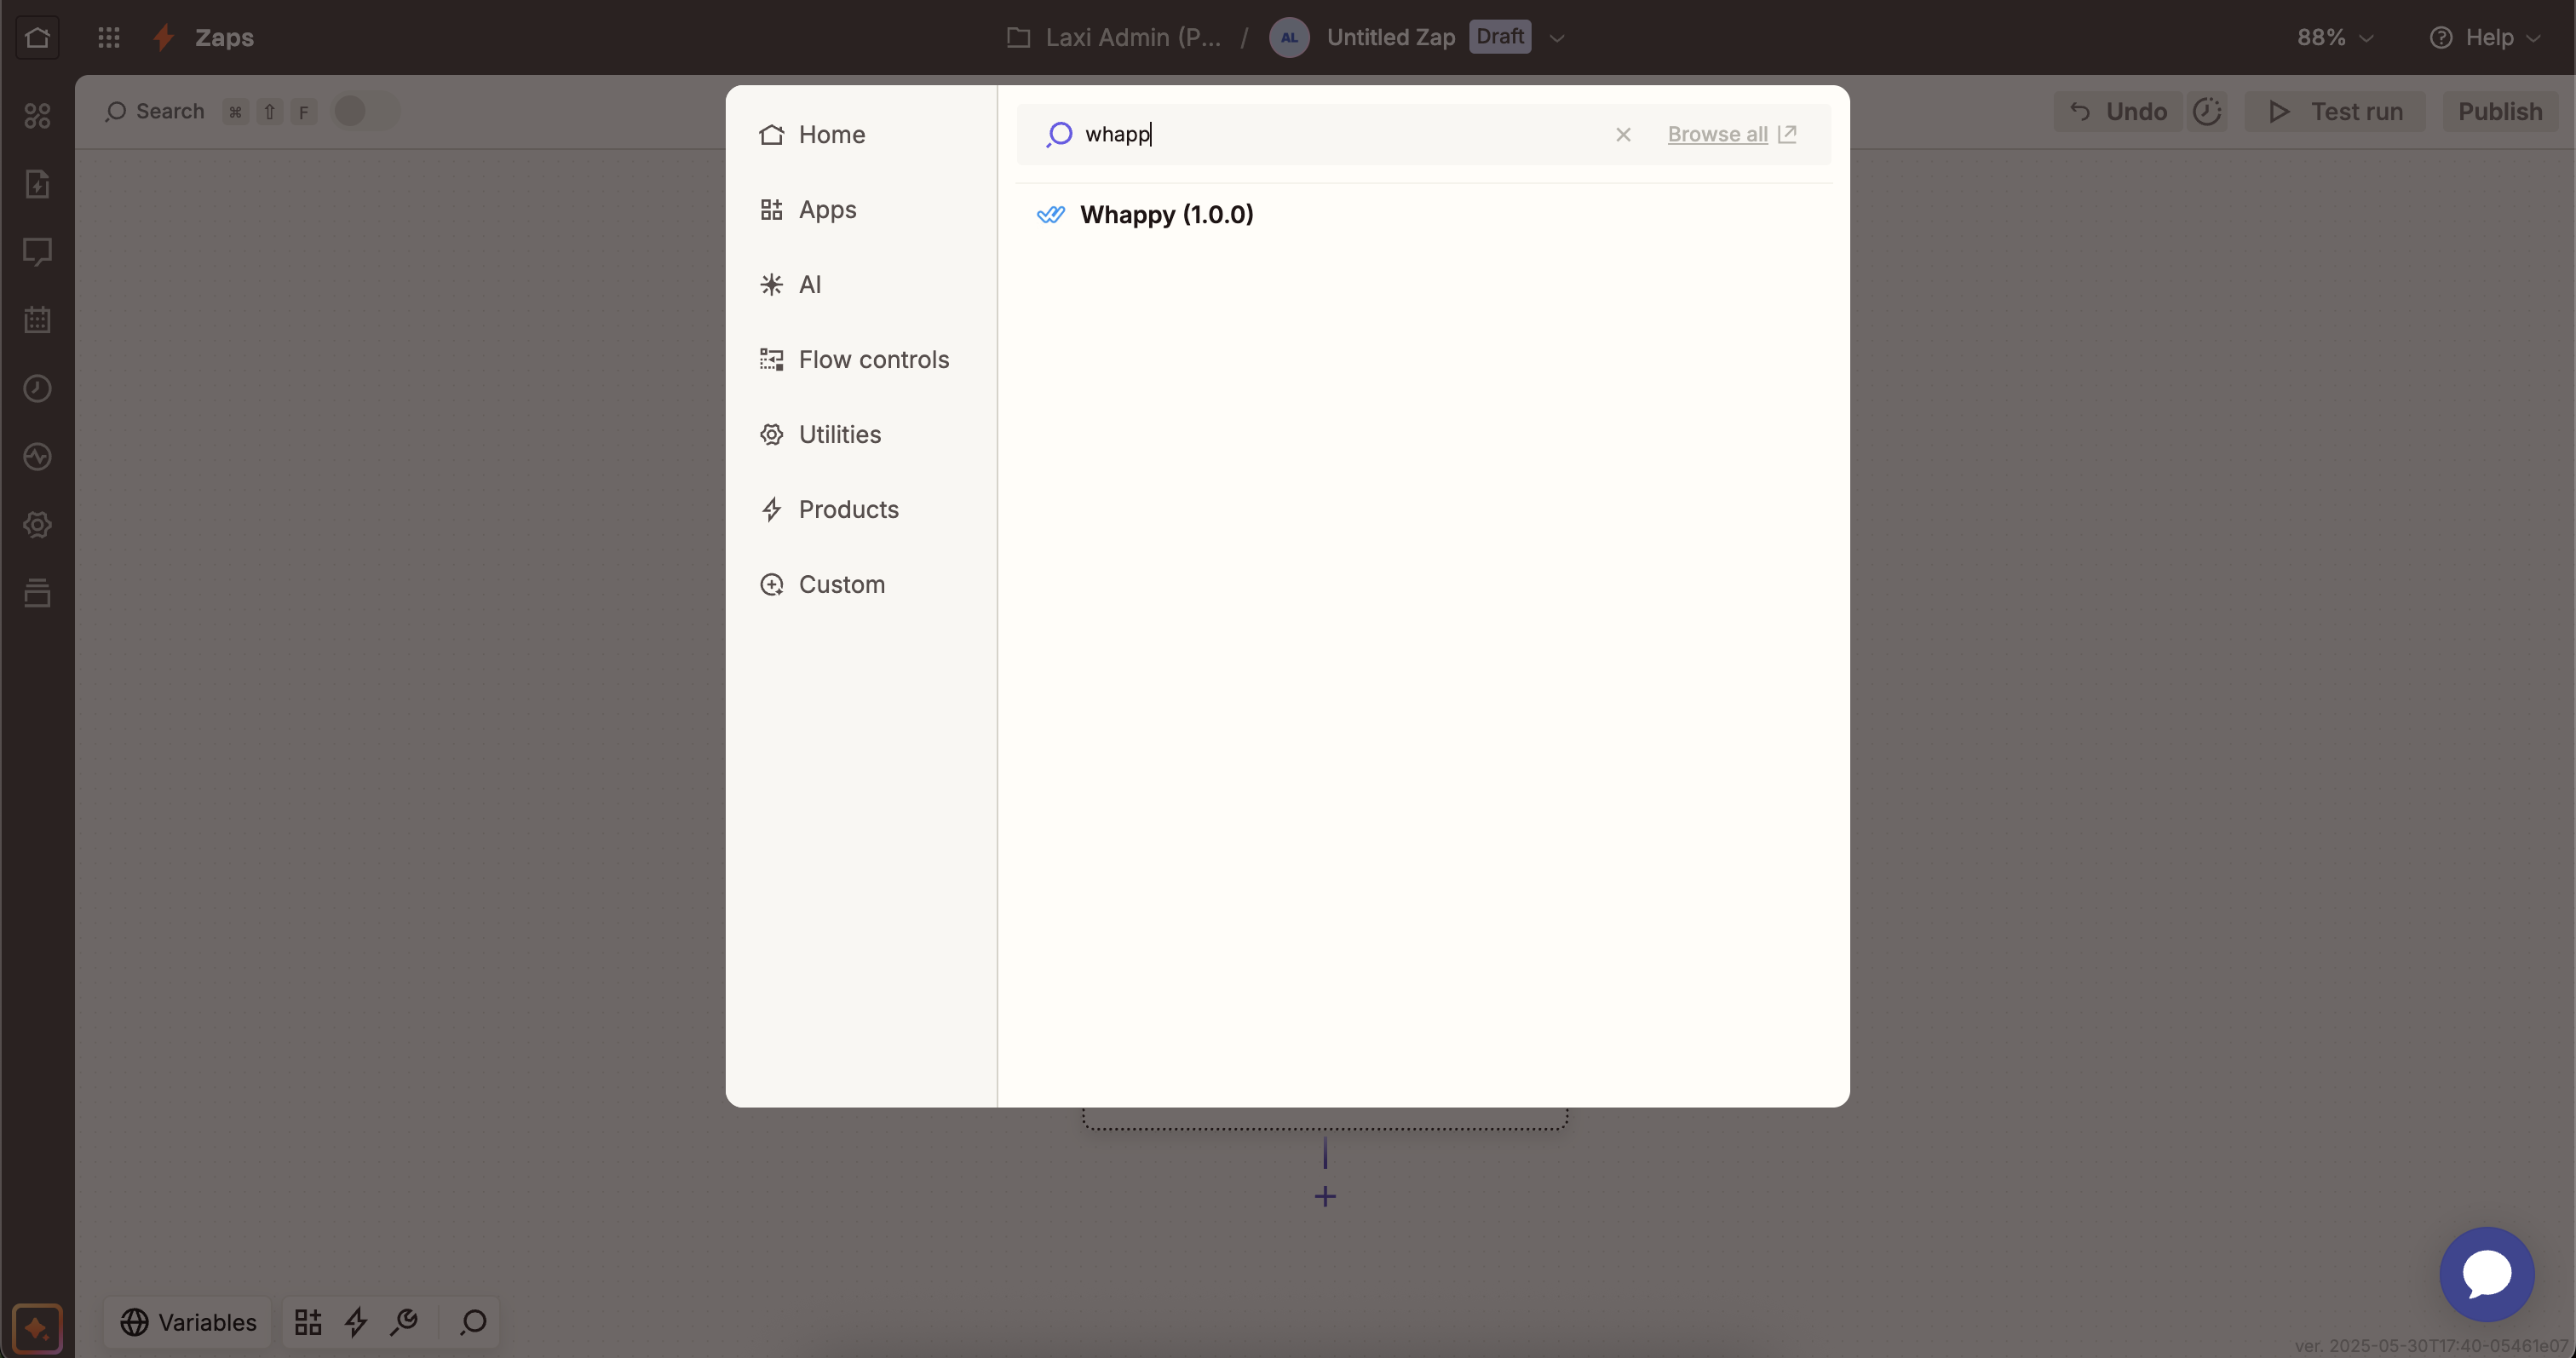 Zaps
Laxi Admin (P... / AL Untitled Zap Draft
88%
Help
Search ⌘ ⇧ F
Undo
Test run
Publish
whapp
Browse all
Home
Apps
AI
Flow controls
Utilities
Products
Custom
Whappy (1.0.0)
Variables
ver. 2025-05-30T17:40-05461e07